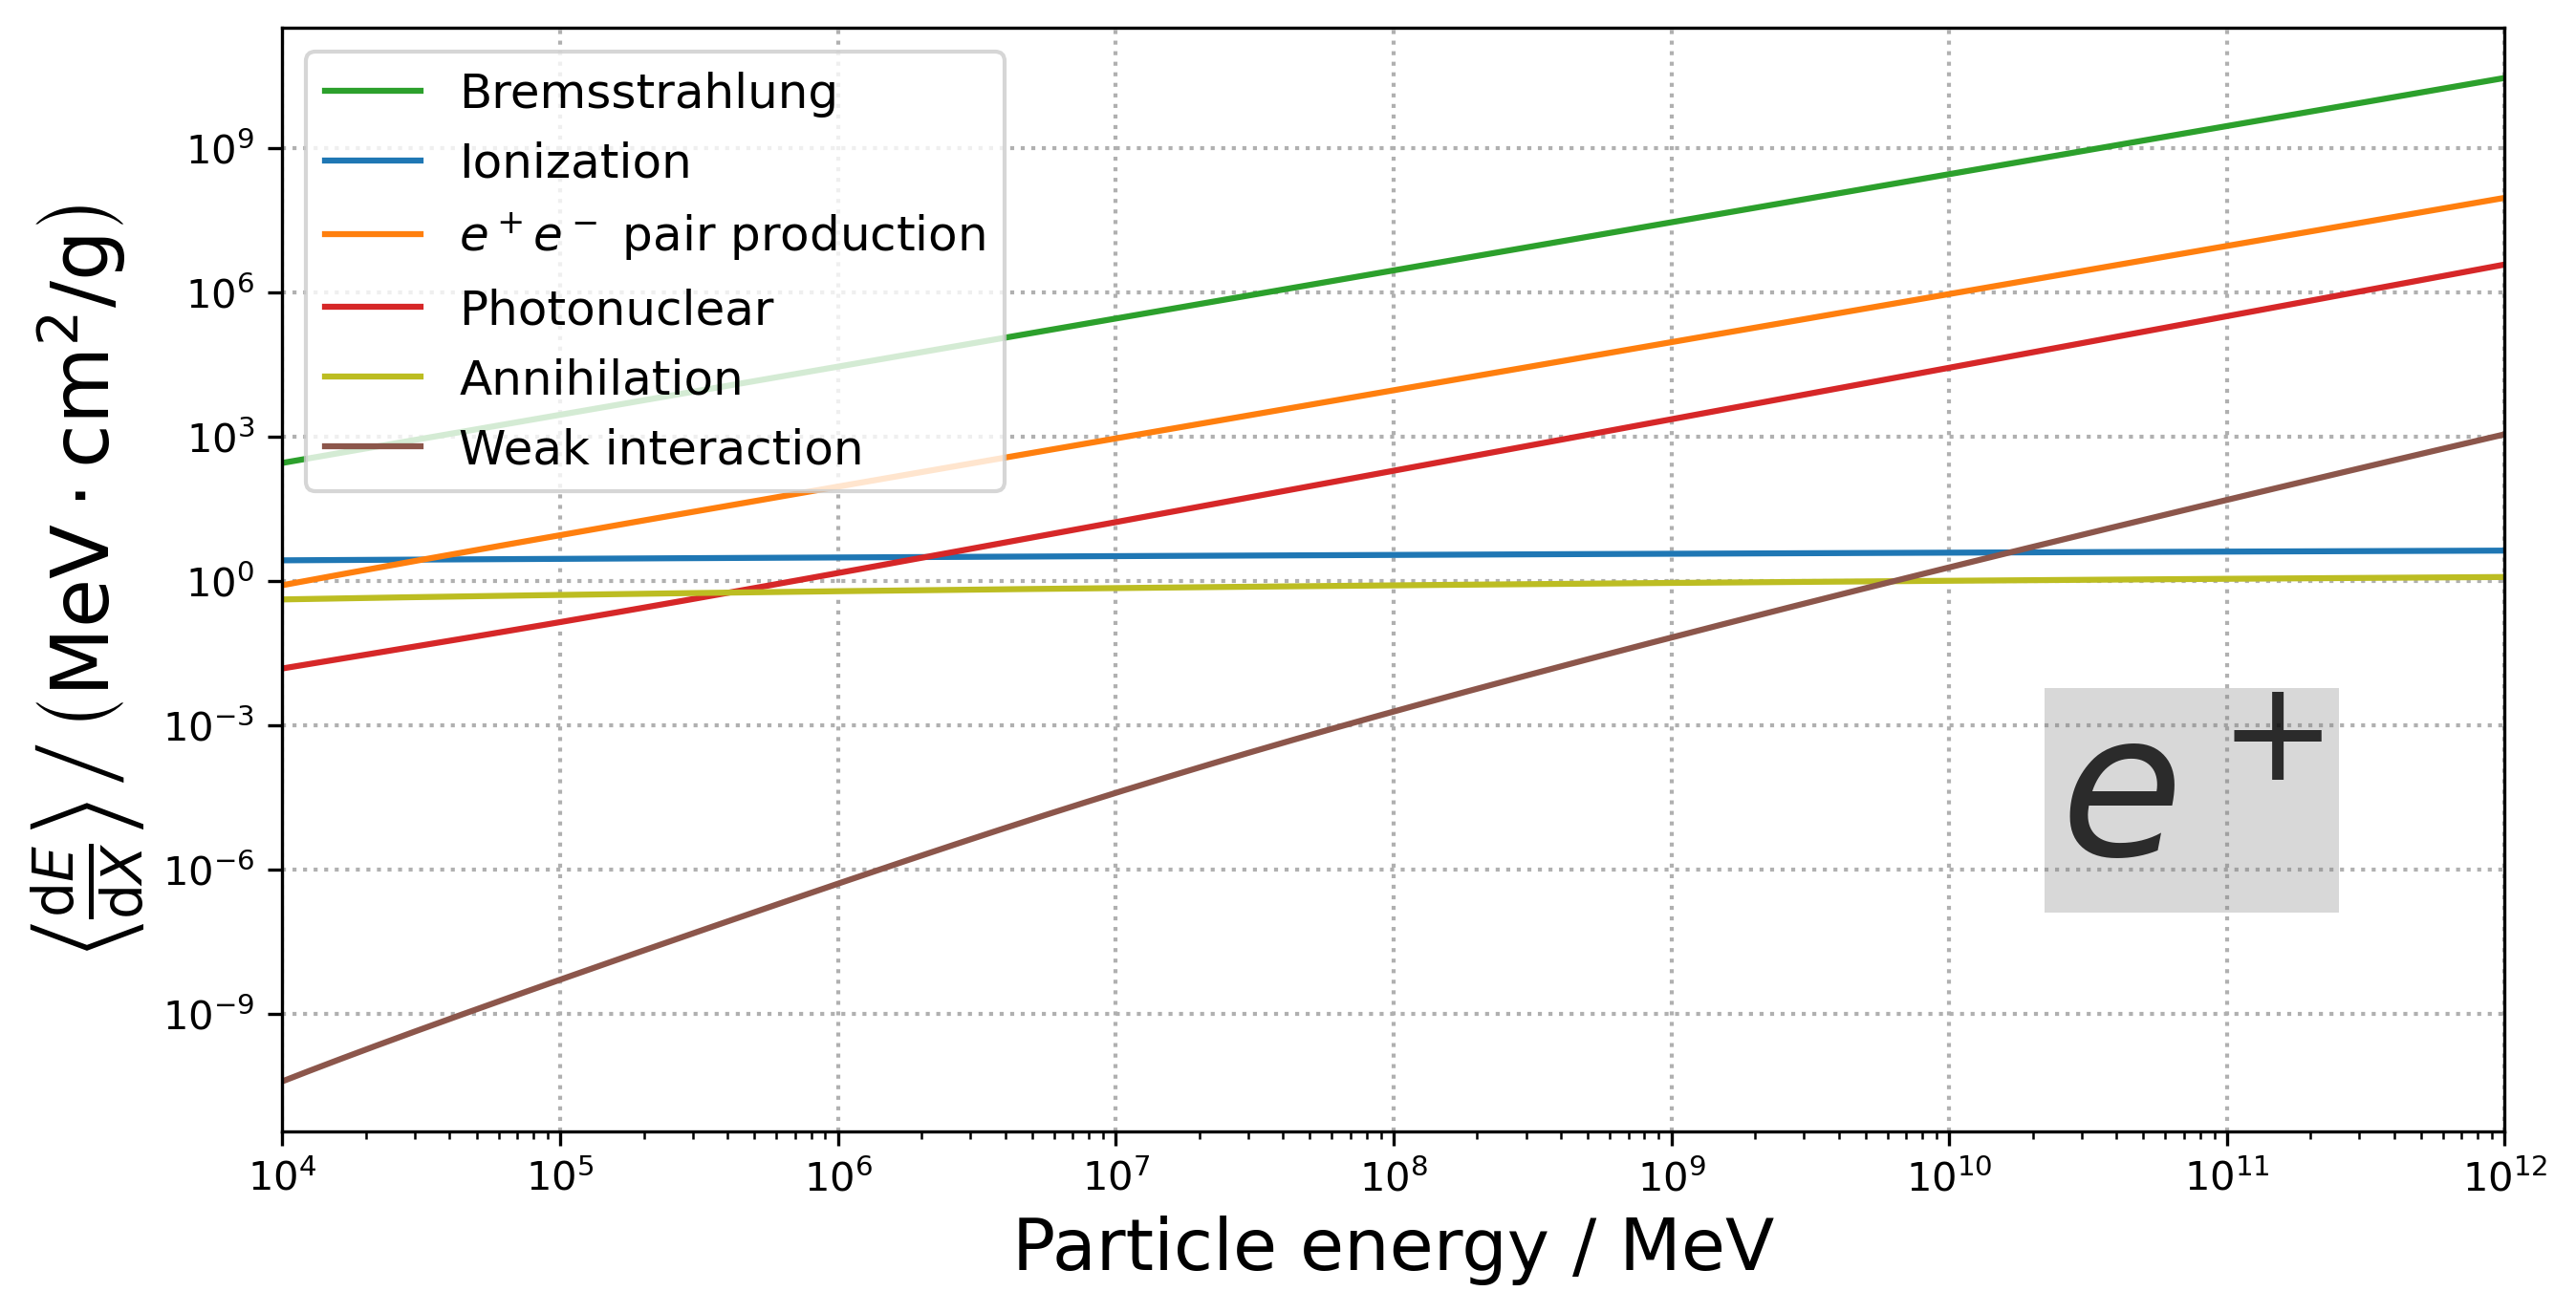 Bremsstrahlung
Ionization
e⁺e⁻ pair production
Photonuclear
Annihilation
Weak interaction
10⁹
10⁶
10³
10⁰
10⁻³
10⁻⁶
10⁻⁹
⟨dE/dX⟩ / (MeV · cm²/g)
e⁺
10⁴ 10⁵ 10⁶ 10⁷ 10⁸ 10⁹ 10¹⁰ 10¹¹ 10¹²
Particle energy / MeV